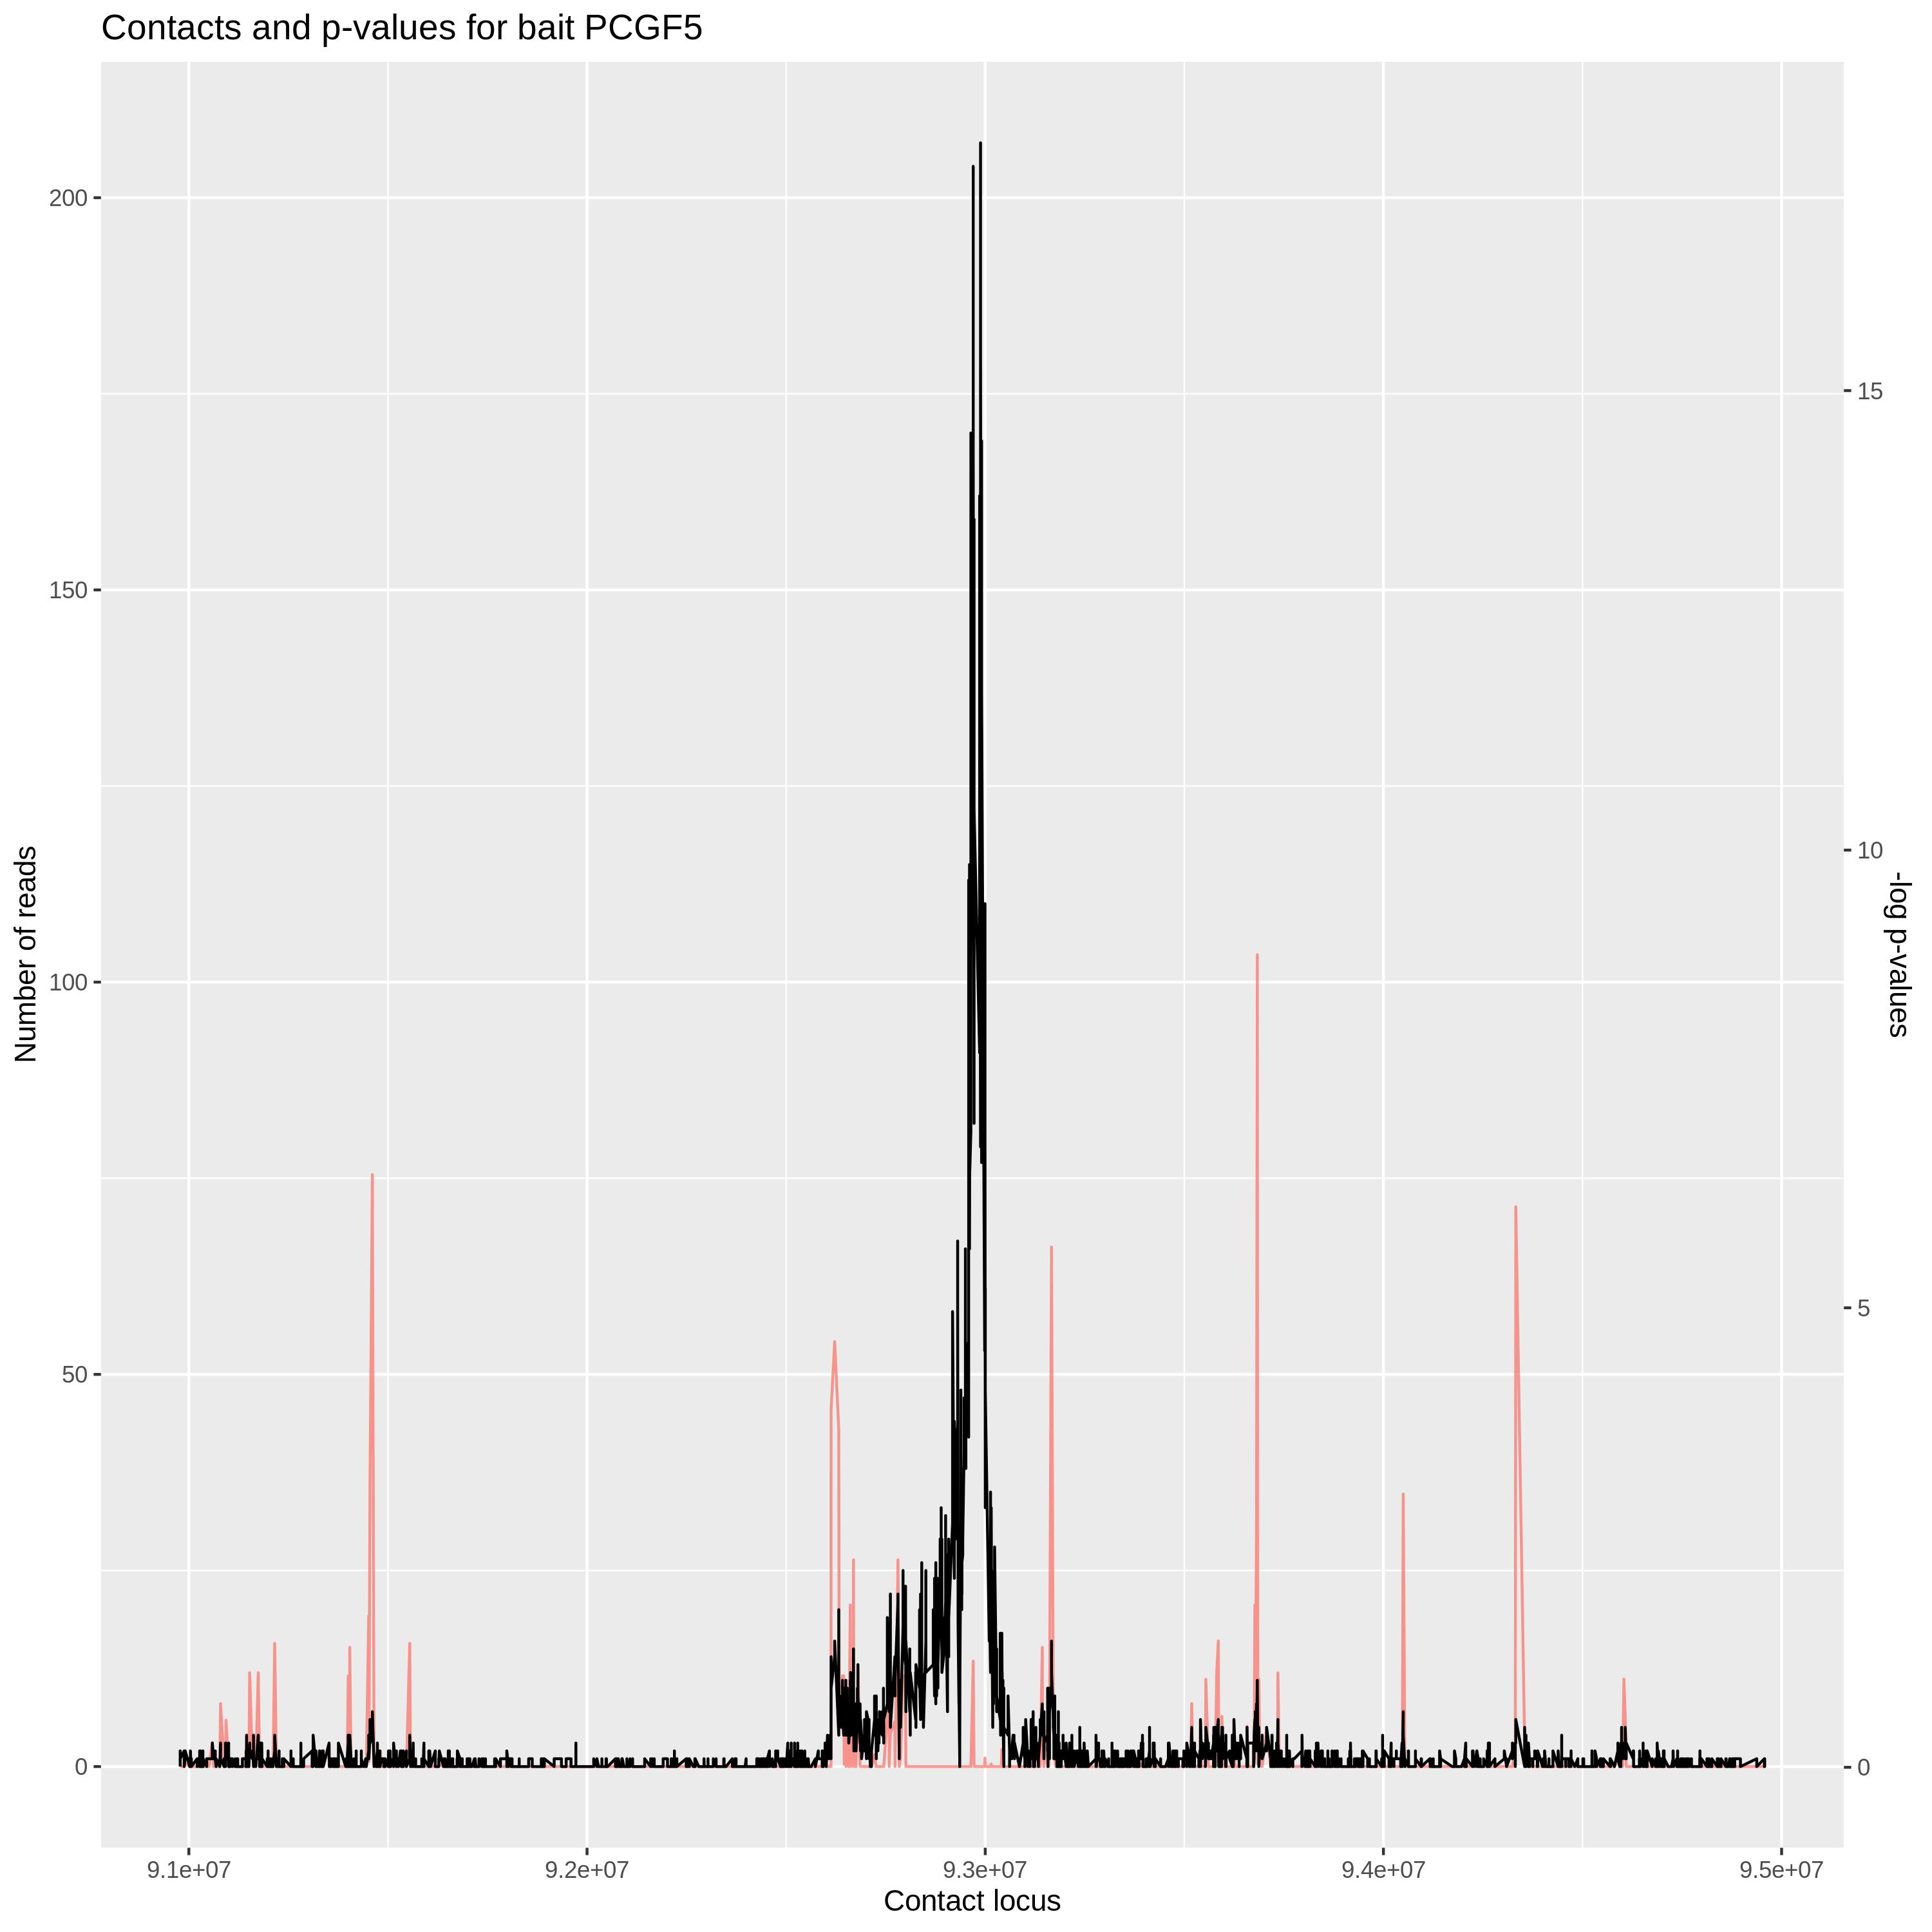 Contacts and p-values for bait PCGF5
Number of reads
200
150
100
50
0
15
10
5
0
-log p-values
9.1e+07 9.2e+07 9.3e+07 9.4e+07 9.5e+07
Contact locus